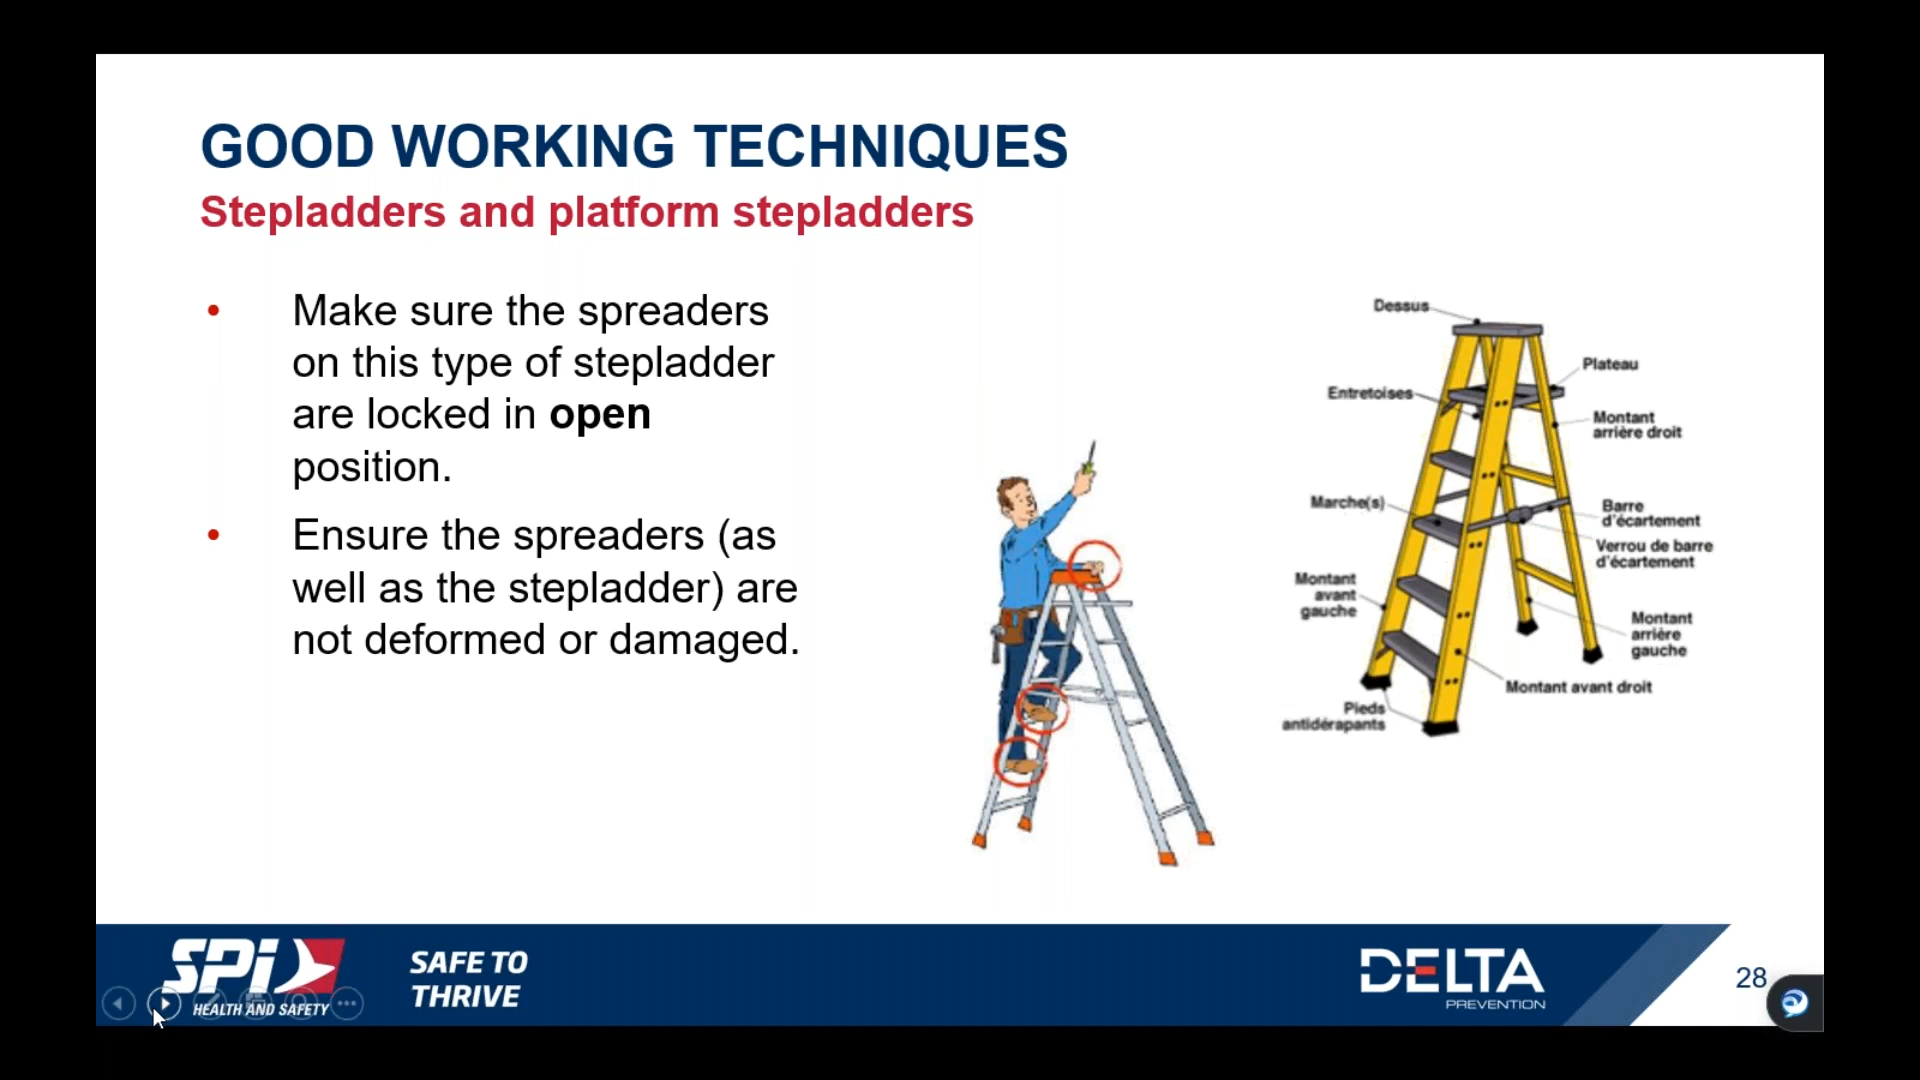 GOOD WORKING TECHNIQUES
Stepladders and platform stepladders
• Make sure the spreaders
on this type of stepladder
are locked in open
position.
• Ensure the spreaders (as
well as the stepladder) are
not deformed or damaged.
Dessus
Plateau
Entretoises
Montant
arrière droit
Marche(s)
Barre
d'écartement
Verrou de barre
d'écartement
Montant
avant
gauche
Montant
arrière
gauche
Montant avant droit
Pieds
antidérapants
SPi
HEALTH AND SAFETY
SAFE TO
THRIVE
DELTA
PREVENTION
28